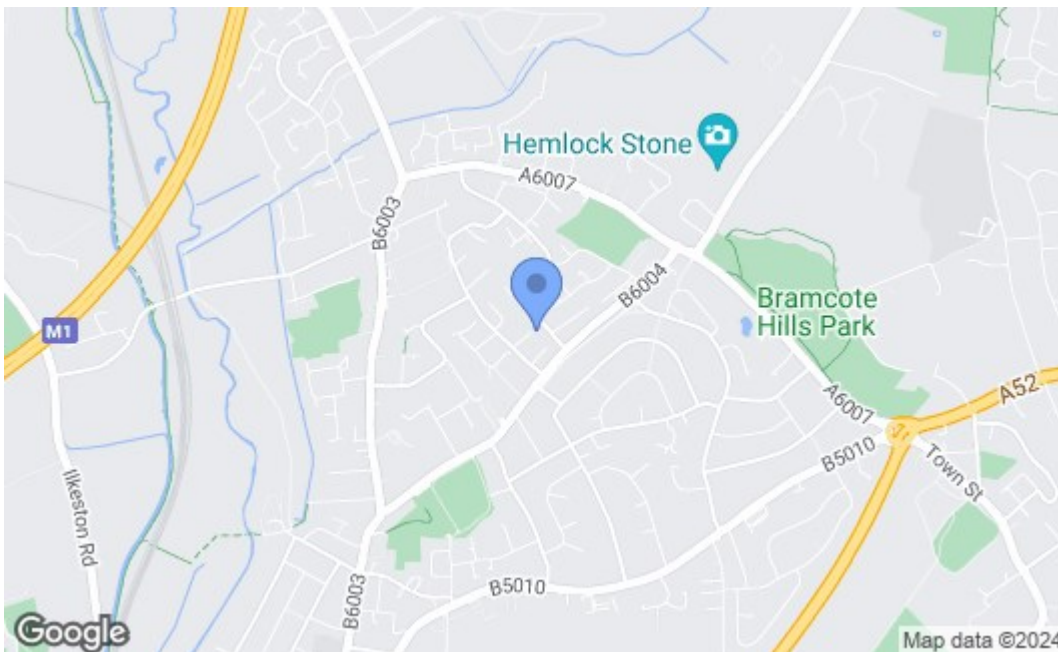 Hemlock Stone
A6007
B6003
B6004
Bramcote
Hills Park
M1
A52
A6007
B5010
Town St
Ilkeston Rd
B5010
B6003
Google
Map data ©2024